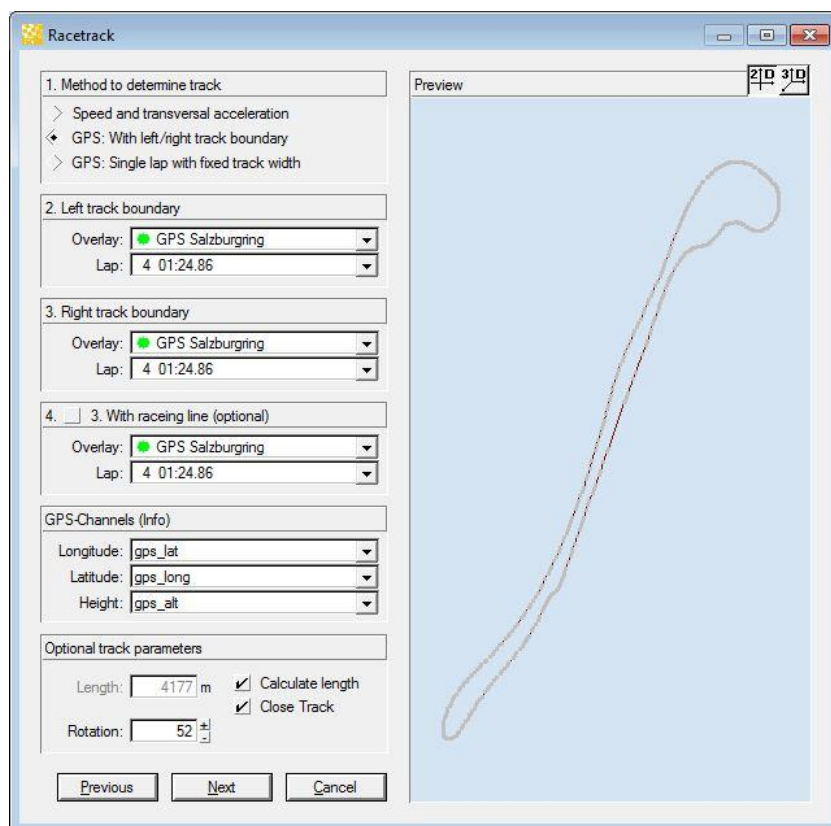 Racetrack
1. Method to determine track
Speed and transversal acceleration
GPS: With left/right track boundary
GPS: Single lap with fixed track width
2. Left track boundary
Overlay: GPS Salzburgring
Lap: 4 01:24.86
3. Right track boundary
Overlay: GPS Salzburgring
Lap: 4 01:24.86
4. 3. With raceing line (optional)
Overlay: GPS Salzburgring
Lap: 4 01:24.86
GPS-Channels (Info)
Longitude: gps_lat
Latitude: gps_long
Height: gps_alt
Optional track parameters
Length: 4177 m
Calculate length
Close Track
Rotation: 52 + -
Previous Next Cancel
Preview
2D 3D